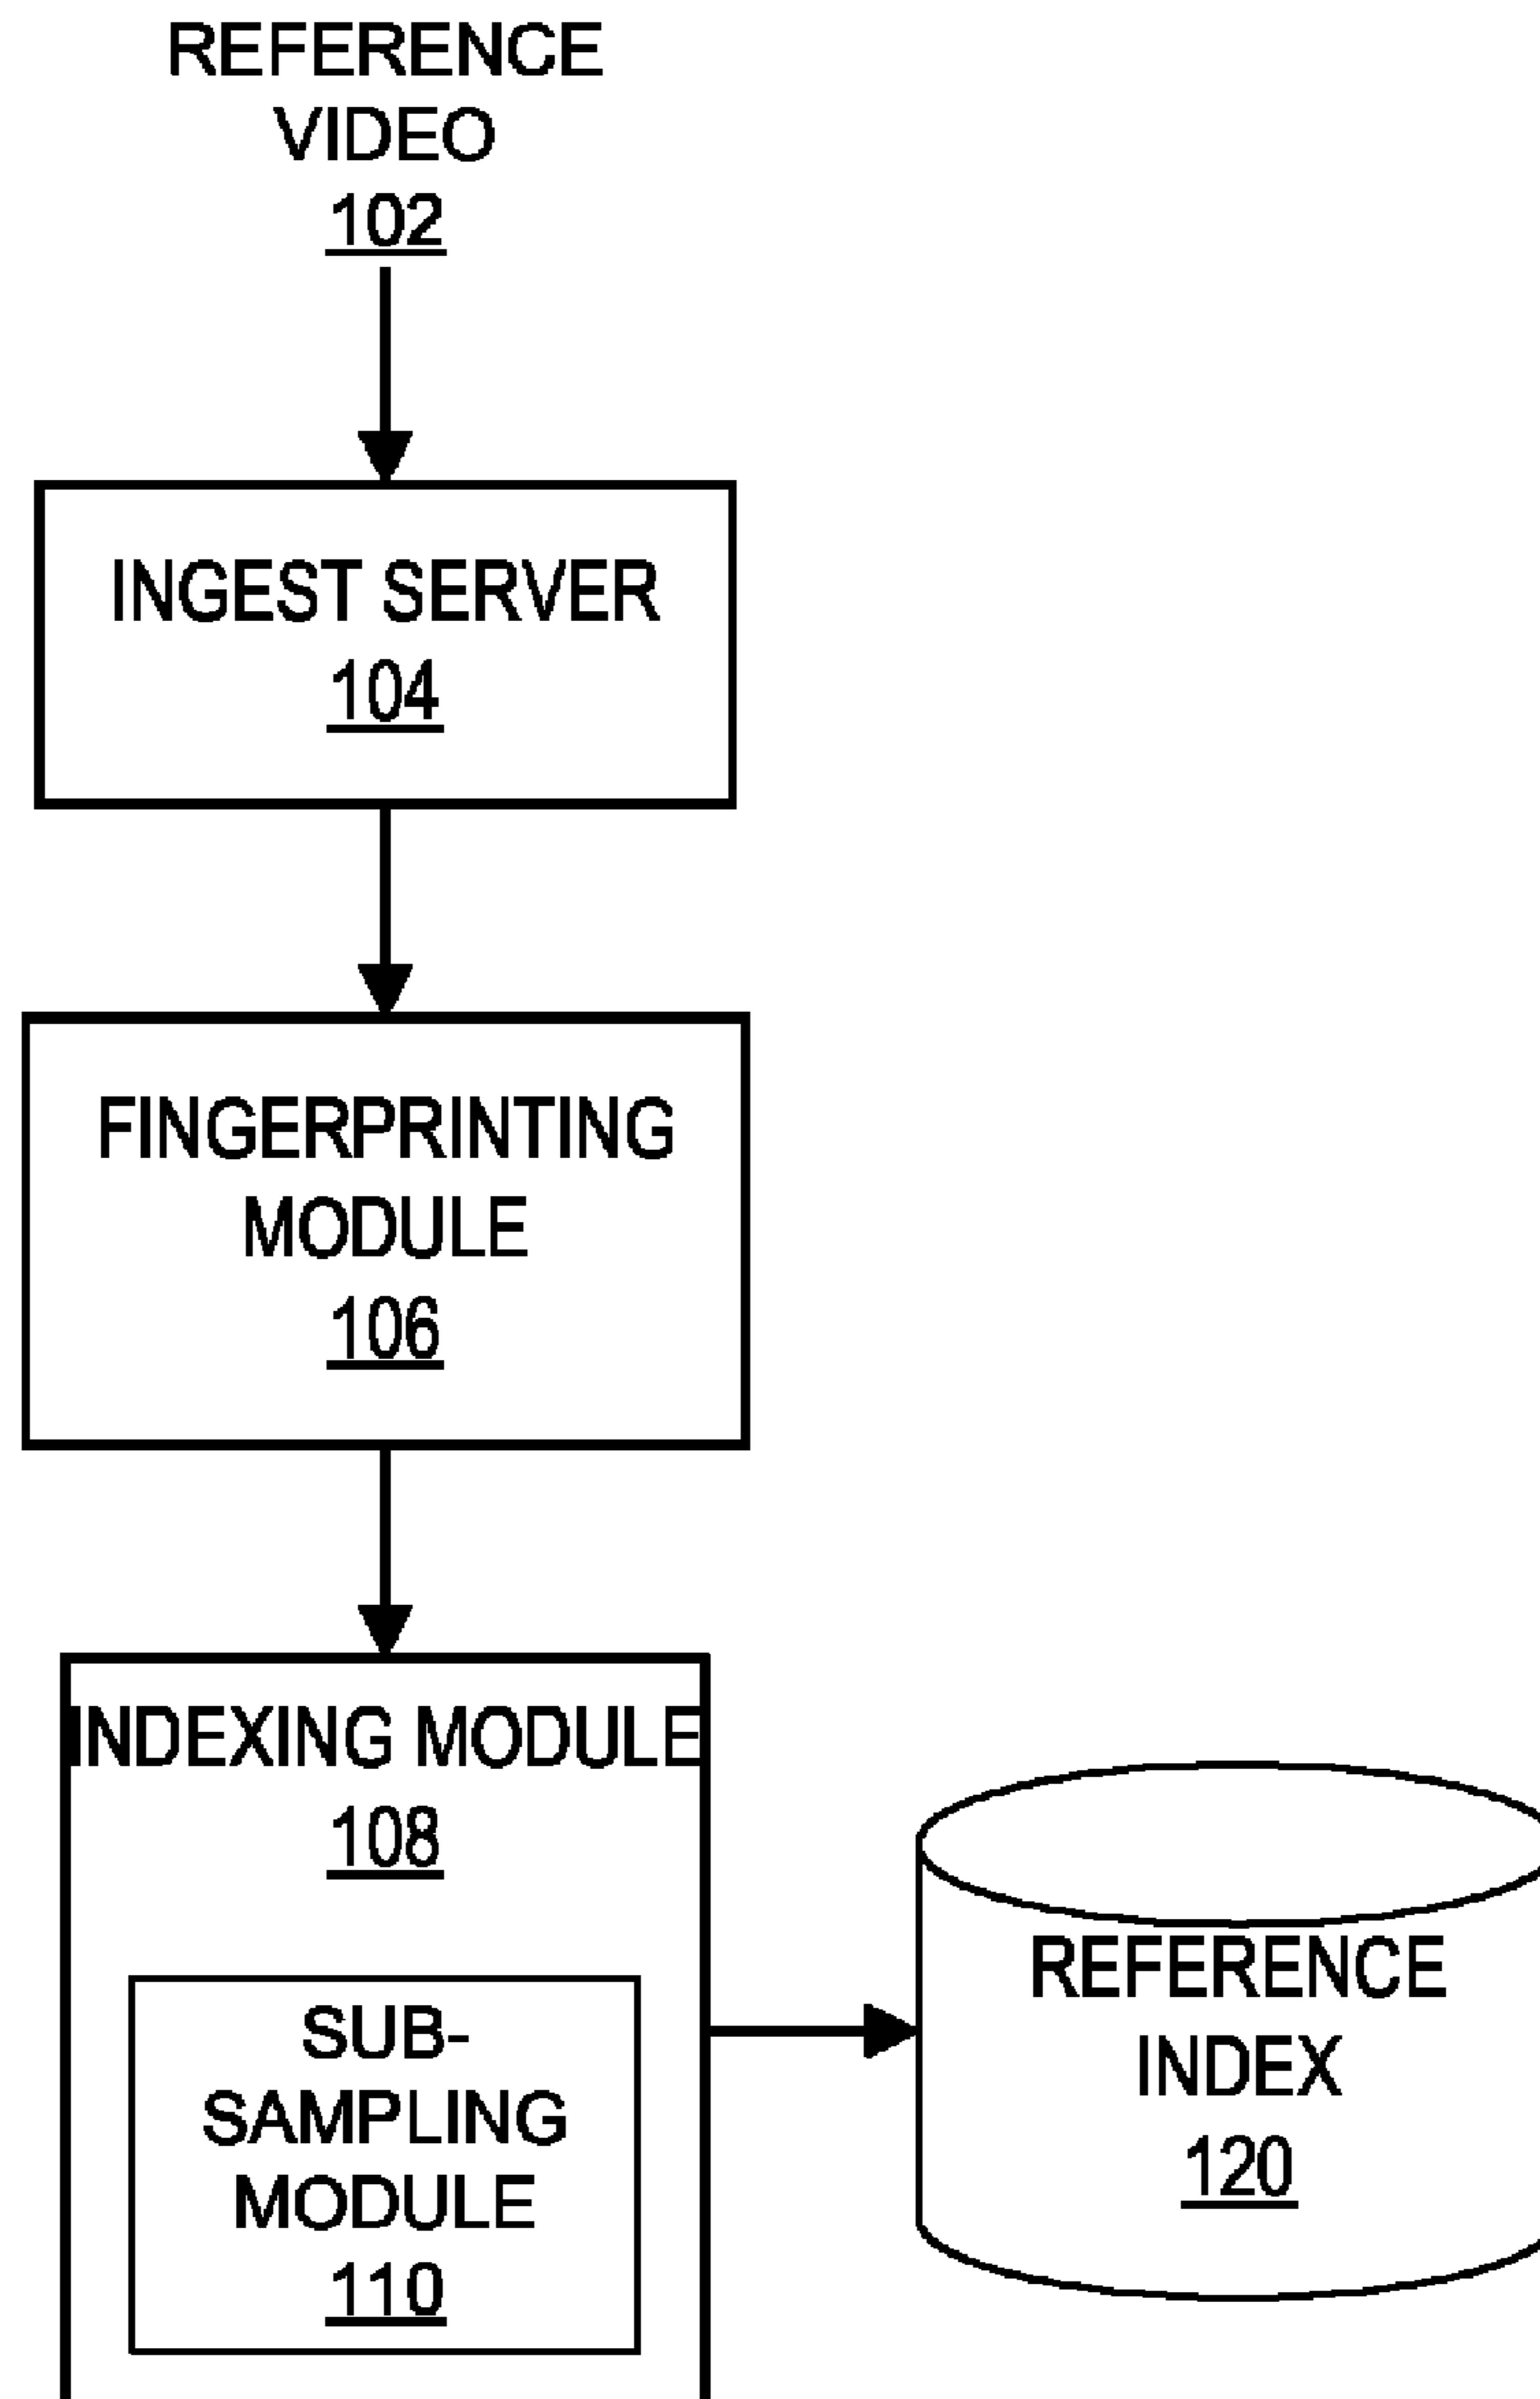 REFERENCE
VIDEO
102
INGEST SERVER
104
FINGERPRINTING
MODULE
106
INDEXING MODULE
108
SUB-
SAMPLING
MODULE
110
REFERENCE
INDEX
120